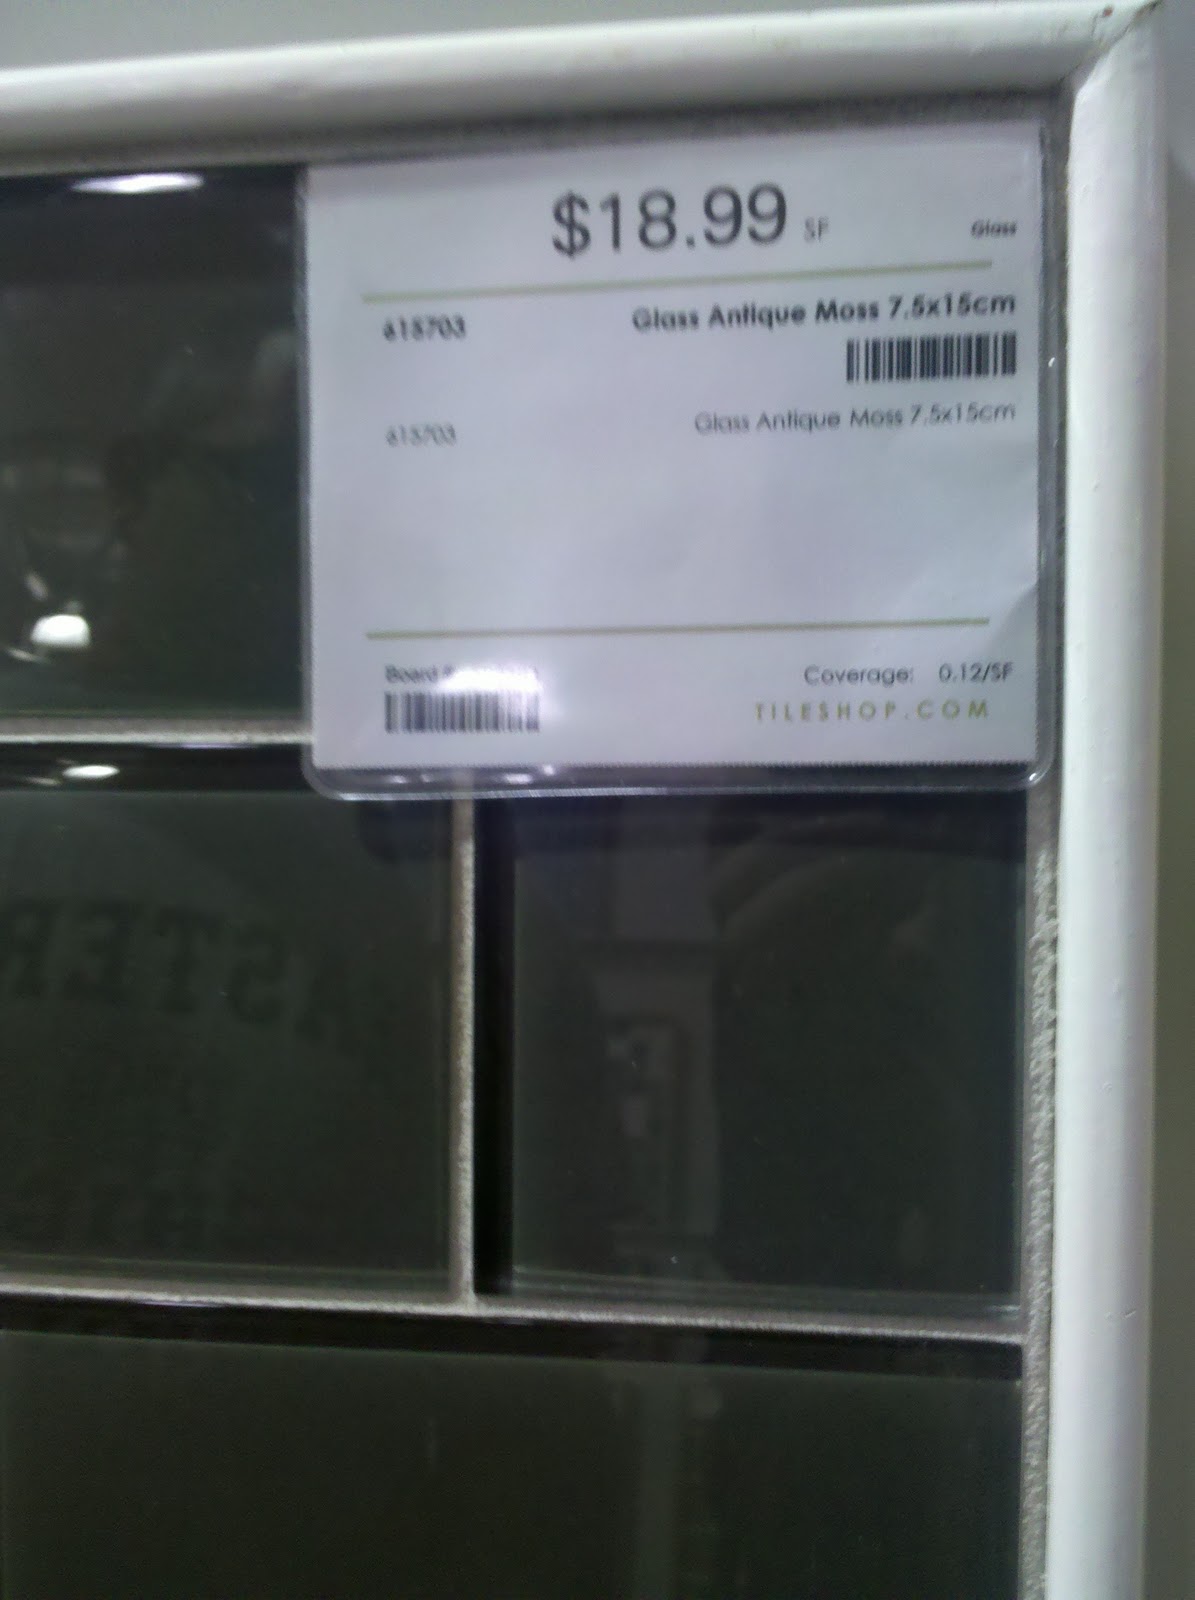 $18.99 SF Glass
615703 Glass Antique Moss 7.5x15cm
615703 Glass Antique Moss 7.5x15cm
Board #
Coverage: 0.12/SF
TILESHOP.COM